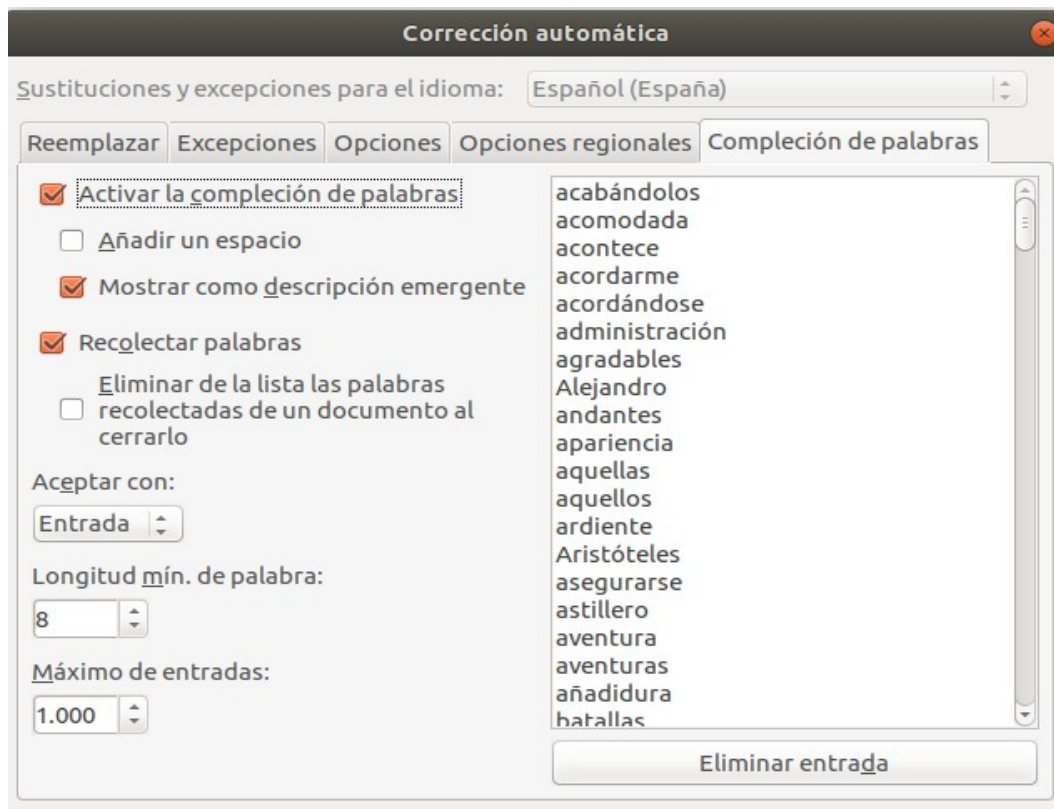 Corrección automática
Sustituciones y excepciones para el idioma: Español (España)
Reemplazar Excepciones Opciones Opciones regionales Compleción de palabras
Activar la compleción de palabras
Añadir un espacio
Mostrar como descripción emergente
Recolectar palabras
Eliminar de la lista las palabras
recolectadas de un documento al
cerrarlo
Aceptar con:
Entrada
Longitud mín. de palabra:
8
Máximo de entradas:
1.000
acabándolos
acomodada
acontece
acordarme
acordándose
administración
agradables
Alejandro
andantes
apariencia
aquellas
aquellos
ardiente
Aristóteles
asegurarse
astillero
aventura
aventuras
añadidura
batallas
Eliminar entrada